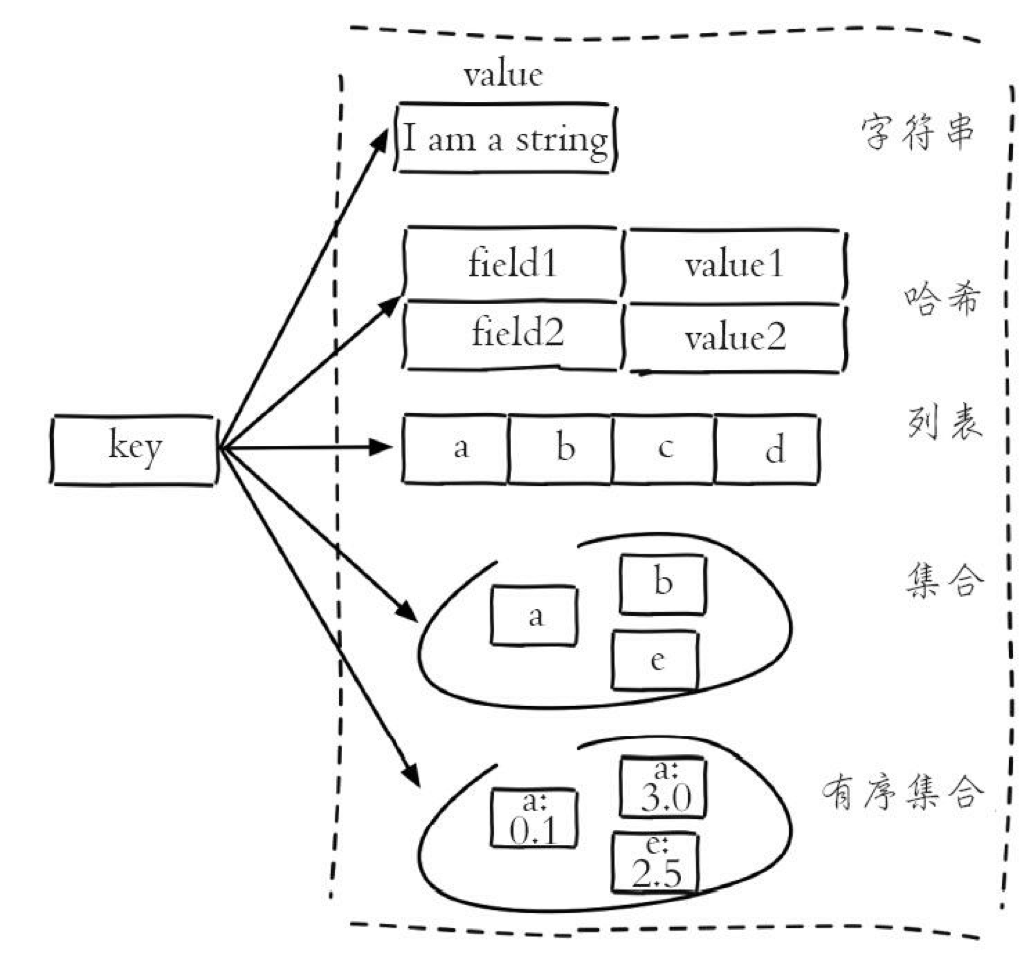 value
I am a string
字符串
field1
value1
field2
value2
哈希
key
a
b
c
d
列表
a
b
e
集合
a:
0.1
a:
3.0
e:
2.5
有序集合